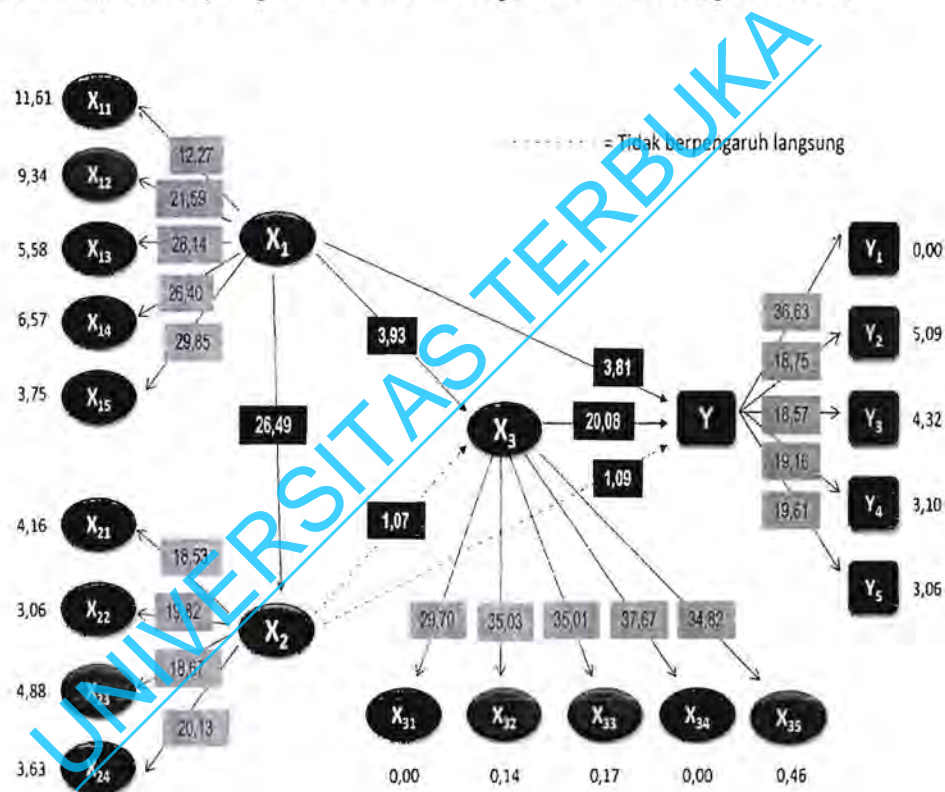 11,61 X11
12,27
9,34 X12
21,59
5,58 X13
28,14
6,57 X14
26,40
3,75 X15
29,85
X1
= Tidak berpengaruh langsung
3,93
3,81
26,49
X3
20,08
Y
1,09
1,07
36,63
18,75
18,57
19,16
19,61
Y1 0,00
Y2 5,09
Y3 4,32
Y4 3,10
Y5 3,06
4,16 X21
18,53
3,06 X22
19,82
4,88 X23
18,67
3,63 X24
20,13
X2
29,70 35,03 35,01 37,67 34,82
X31 X32 X33 X34 X35
0,00 0,14 0,17 0,00 0,46
UNIVERSITAS TERBUKA